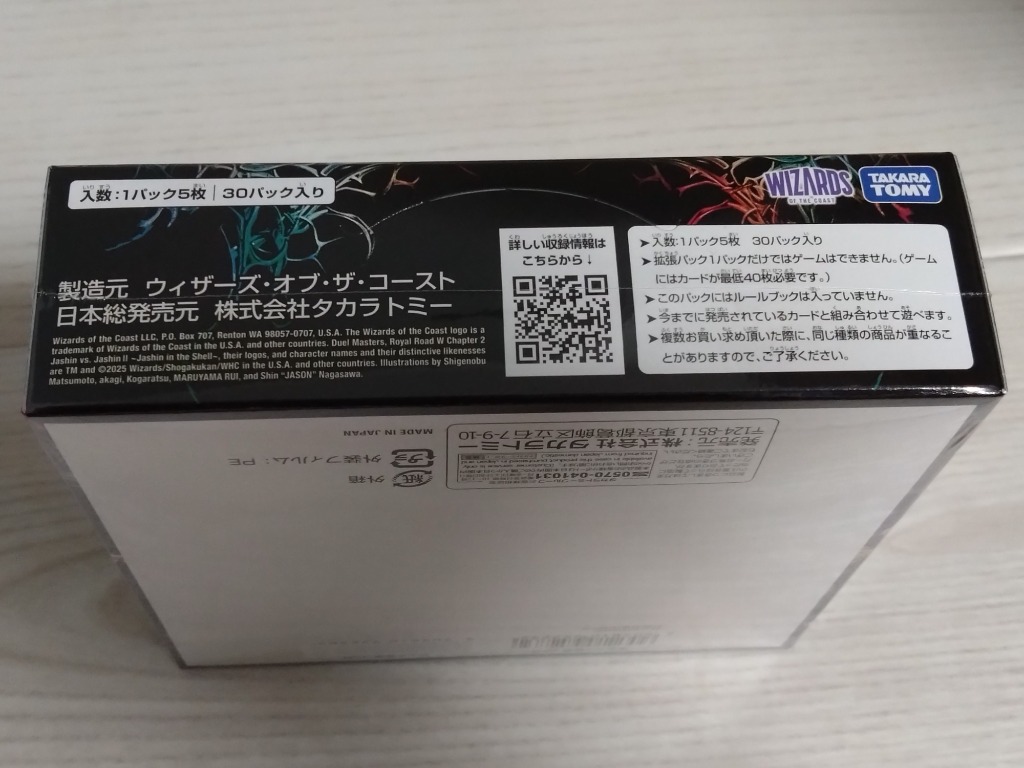 入数:1パック5枚 | 30パック入り
WIZARDS
OF THE COAST
TAKARA
TOMY
製造元 ウィザーズ・オブ・ザ・コースト
日本総発売元 株式会社タカラトミー
Wizards of the Coast LLC, P.O. Box 707, Renton WA 98057-0707, U.S.A. The Wizards of the Coast logo is a
trademark of Wizards of the Coast in the U.S.A. and other countries. Duel Masters, Royal Road W Chapter 2
Jashin vs. Jashin II ~Jashin in the Shell~, their logos, and character names and their distinctive likenesses
are TM and ©2025 Wizards/Shogakukan/WHC in the U.S.A. and other countries. Illustrations by Shigenobu
Matsumoto, akagi, Kogaratsu, MARUYAMA RUI, and Shin “JASON” Nagasawa.
詳しい収録情報は
こちらから↓
➤入数:1パック5枚 30パック入り
➤拡張パック1パックだけではゲームはできません。(ゲーム
にはカードが最低40枚必要です。)
➤このパックにはルールブックは入っていません。
➤今までに発売されているカードと組み合わせて遊べます。
➤複数お買い求め頂いた際に、同じ種類の商品が重なるこ
とがありますので、ご了承ください。
外箱
紙
外装フィルム:PE
プラ
MADE IN JAPAN
0570-041031
発売元:株式会社タカラトミー
〒124-8511東京都葛飾区立石7-9-10